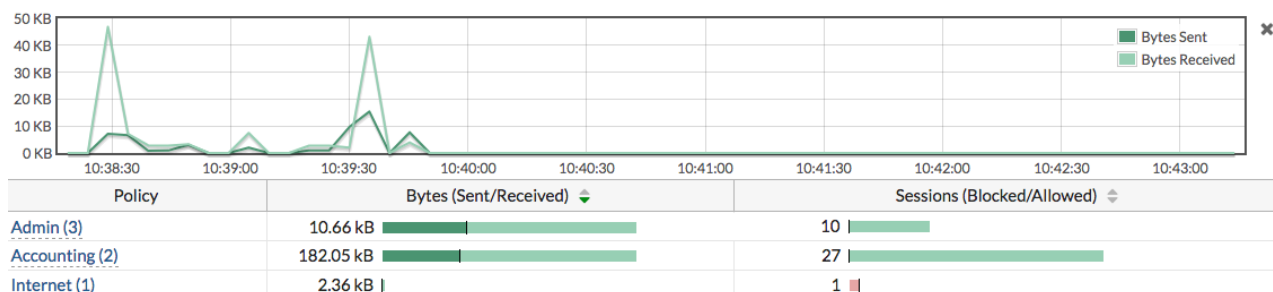 50 KB
40 KB
30 KB
20 KB
10 KB
0 KB
Bytes Sent
Bytes Received
10:38:30 10:39:00 10:39:30 10:40:00 10:40:30 10:41:00 10:41:30 10:42:00 10:42:30 10:43:00
Policy Bytes (Sent/Received) Sessions (Blocked/Allowed)
Admin (3) 10.66 kB 10
Accounting (2) 182.05 kB 27
Internet (1) 2.36 kB 1